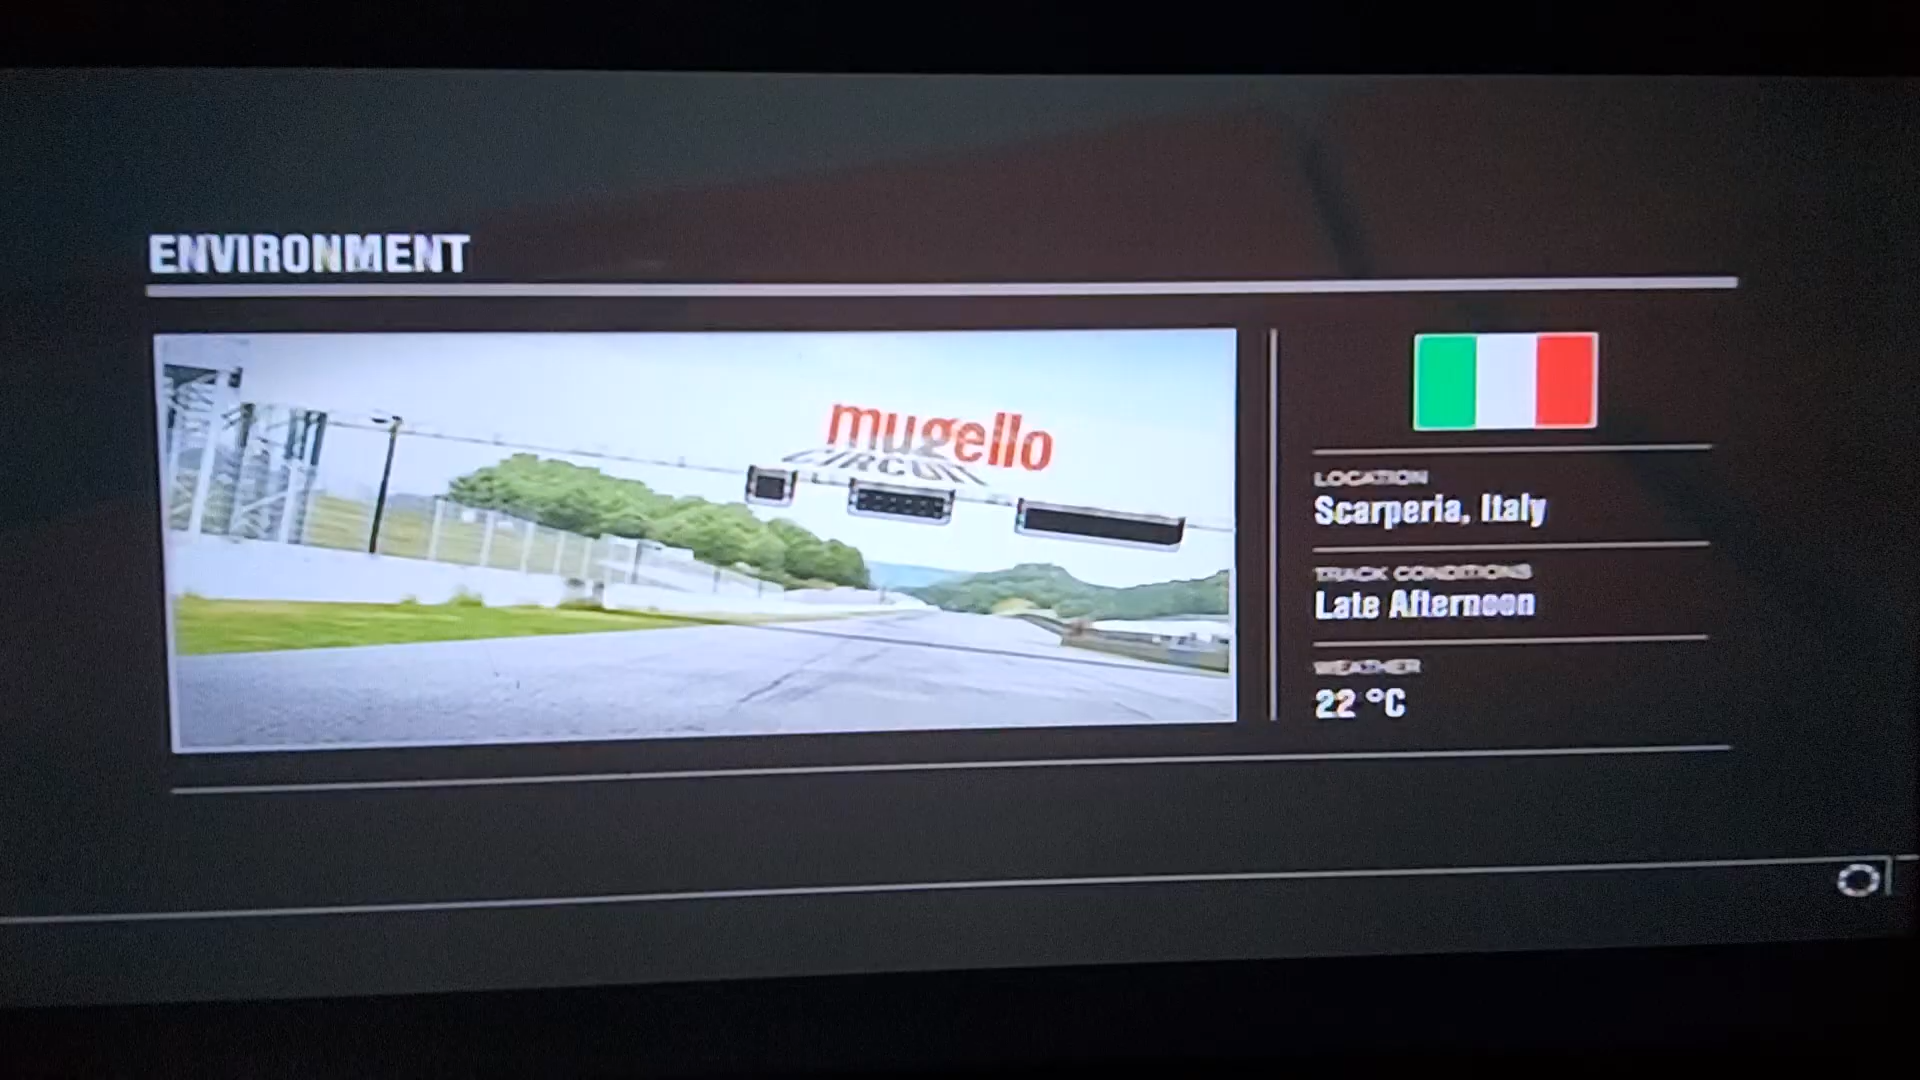 ENVIRONMENT
mugello
CIRCUIT
LOCATION
Scarperia, Italy
TRACK CONDITIONS
Late Afternoon
WEATHER
22 °C